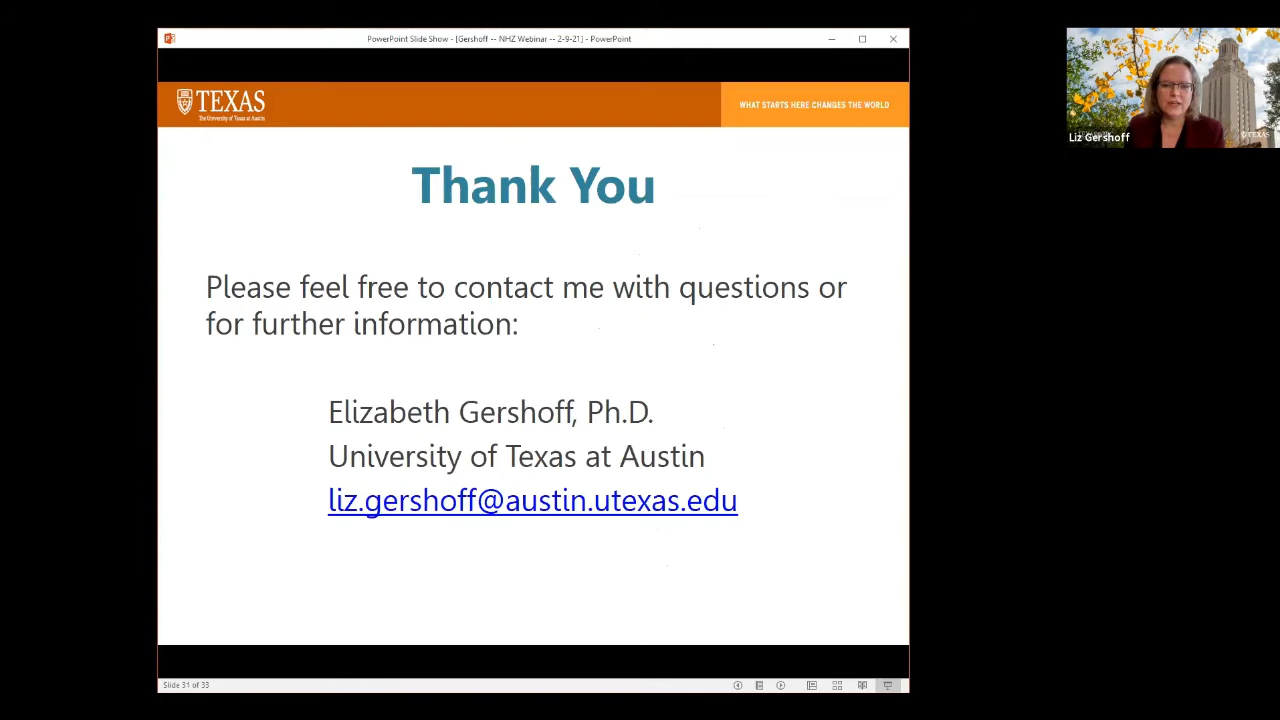 PowerPoint Slide Show - [Gershoff -- NHZ Webinar -- 2-9-21] - PowerPoint
TEXAS
The University of Texas at Austin
WHAT STARTS HERE CHANGES THE WORLD
Liz Gershoff
TEXAS
Thank You
Please feel free to contact me with questions or
for further information:
Elizabeth Gershoff, Ph.D.
University of Texas at Austin
liz.gershoff@austin.utexas.edu
Slide 31 of 33